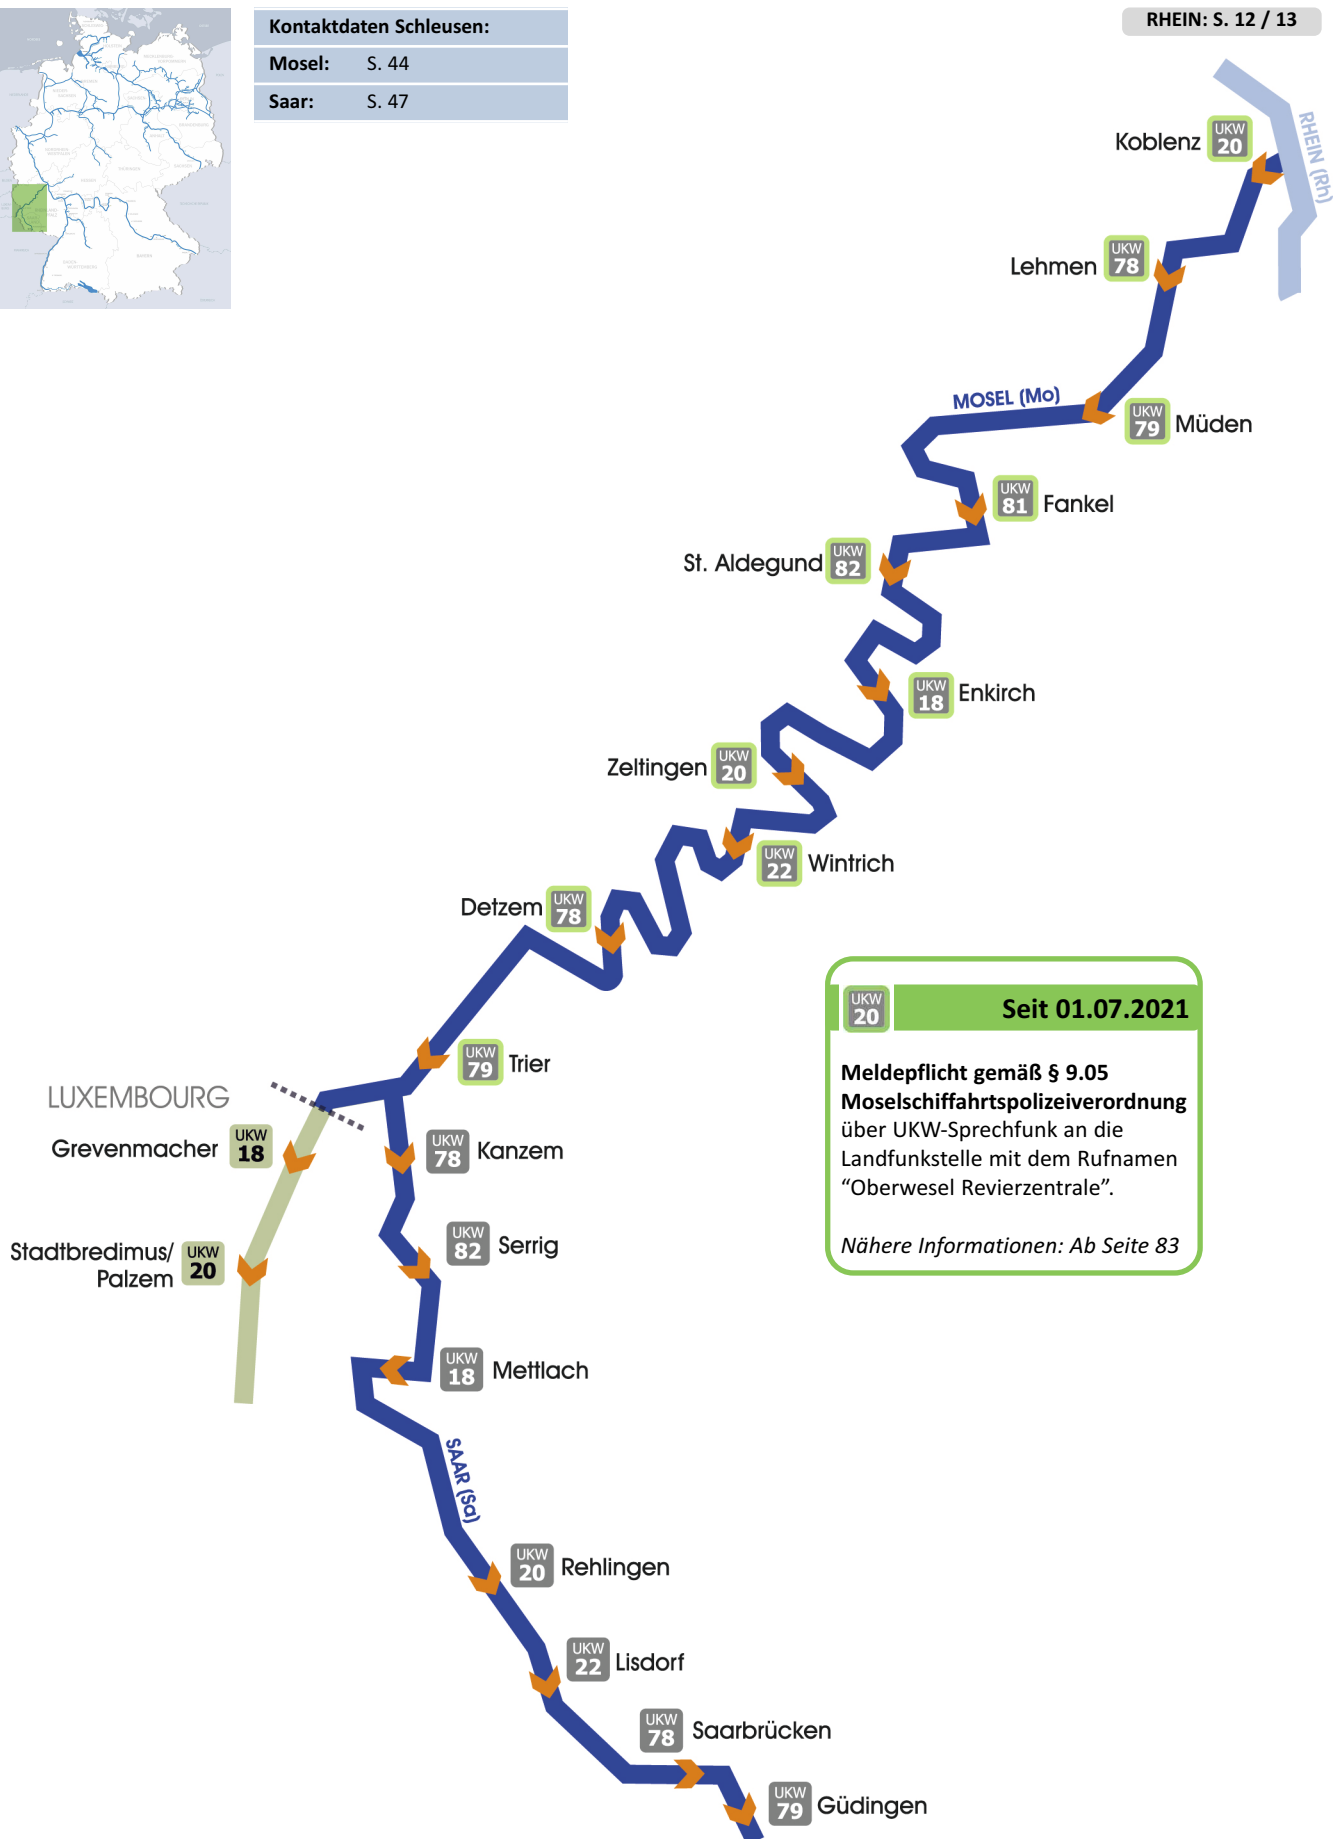 Kontaktdaten Schleusen:
Mosel: S. 44
Saar: S. 47
RHEIN: S. 12 / 13
RHEIN (Rh)
Koblenz UKW 20
Lehmen UKW 78
MOSEL (Mo)
UKW 79 Müden
UKW 81 Fankel
St. Aldegund UKW 82
UKW 18 Enkirch
Zeltingen UKW 20
UKW 22 Wintrich
Detzem UKW 78
UKW 79 Trier
LUXEMBOURG
Grevenmacher UKW 18
Stadtbredimus/
Palzem UKW 20
UKW 78 Kanzem
UKW 82 Serrig
UKW 18 Mettlach
SAAR (Sa)
UKW 20 Rehlingen
UKW 22 Lisdorf
UKW 78 Saarbrücken
UKW 79 Güdingen
UKW 20 Seit 01.07.2021
Meldepflicht gemäß § 9.05
Moselschiffahrtspolizeiverordnung
über UKW-Sprechfunk an die
Landfunkstelle mit dem Rufnamen
“Oberwesel Revierzentrale”.
Nähere Informationen: Ab Seite 83